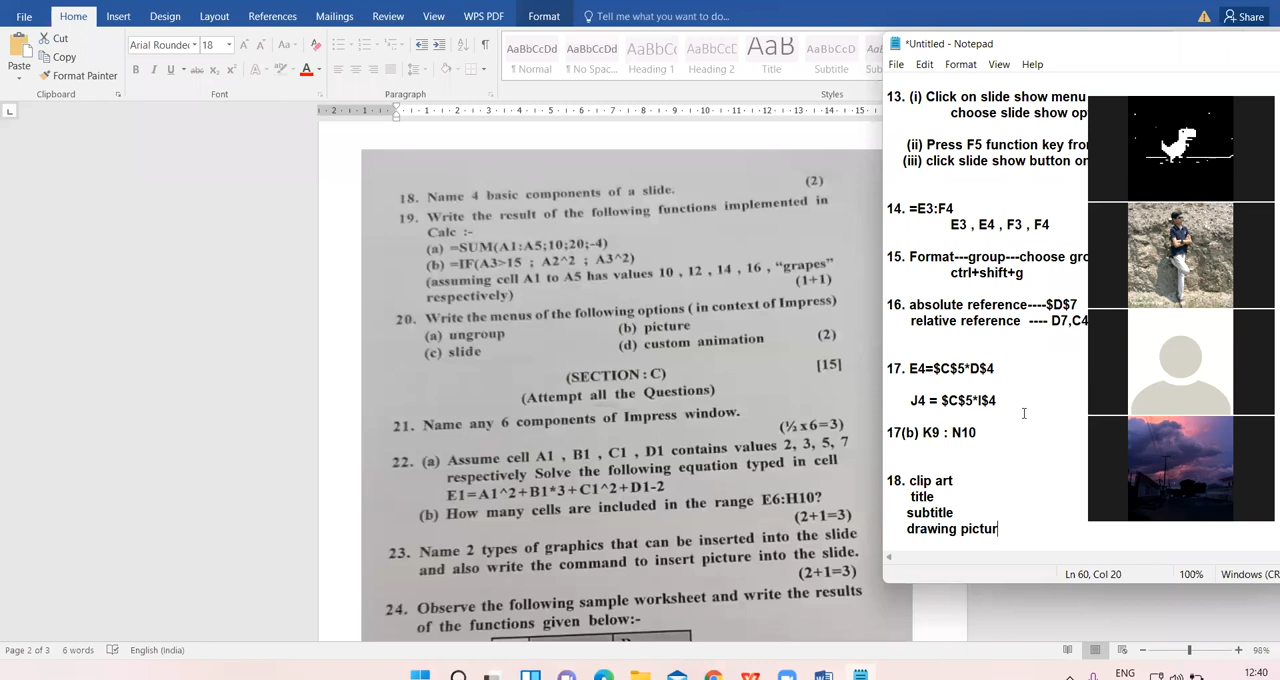 File Home Insert Design Layout References Mailings Review View WPS PDF Format Tell me what you want to do... Share
Paste Cut
Copy
Format Painter
Arial Rounded 18
AaBbCcDd AaBbCcDd AaBbC AaBbCcC AaB AaBbCcD
¶ Normal ¶ No Spac... Heading 1 Heading 2 Title Subtitle
Clipboard Font Paragraph Styles
18. Name 4 basic components of a slide. (2)
19. Write the result of the following functions implemented in
Calc :-
(a) =SUM(A1:A5;10;20;-4)
(b) =IF(A3>15 ; A2^2 ; A3^2)
(assuming cell A1 to A5 has values 10 , 12 , 14 , 16 , “grapes”
respectively) (1+1)
20. Write the menus of the following options ( in context of Impress)
(a) ungroup (b) picture
(c) slide (d) custom animation (2)
(SECTION : C) [15]
(Attempt all the Questions)
21. Name any 6 components of Impress window.
(½x6=3)
22. (a) Assume cell A1 , B1 , C1 , D1 contains values 2, 3, 5, 7
respectively Solve the following equation typed in cell
E1=A1^2+B1*3+C1^2+D1-2
(b) How many cells are included in the range E6:H10?
(2+1=3)
23. Name 2 types of graphics that can be inserted into the slide
and also write the command to insert picture into the slide.
(2+1=3)
24. Observe the following sample worksheet and write the results
of the functions given below:-
*Untitled - Notepad
File Edit Format View Help
13. (i) Click on slide show menu
choose slide show op
(ii) Press F5 function key fro
(iii) click slide show button on
14. =E3:F4
E3 , E4 , F3 , F4
15. Format---group---choose gro
ctrl+shift+g
16. absolute reference----$D$7
relative reference ---- D7,C4
17. E4=$C$5*D$4
J4 = $C$5*I$4
17(b) K9 : N10
18. clip art
title
subtitle
drawing pictur
Ln 60, Col 20 100% Windows (CR
Page 2 of 3 6 words English (India) 98%
ENG 12:40